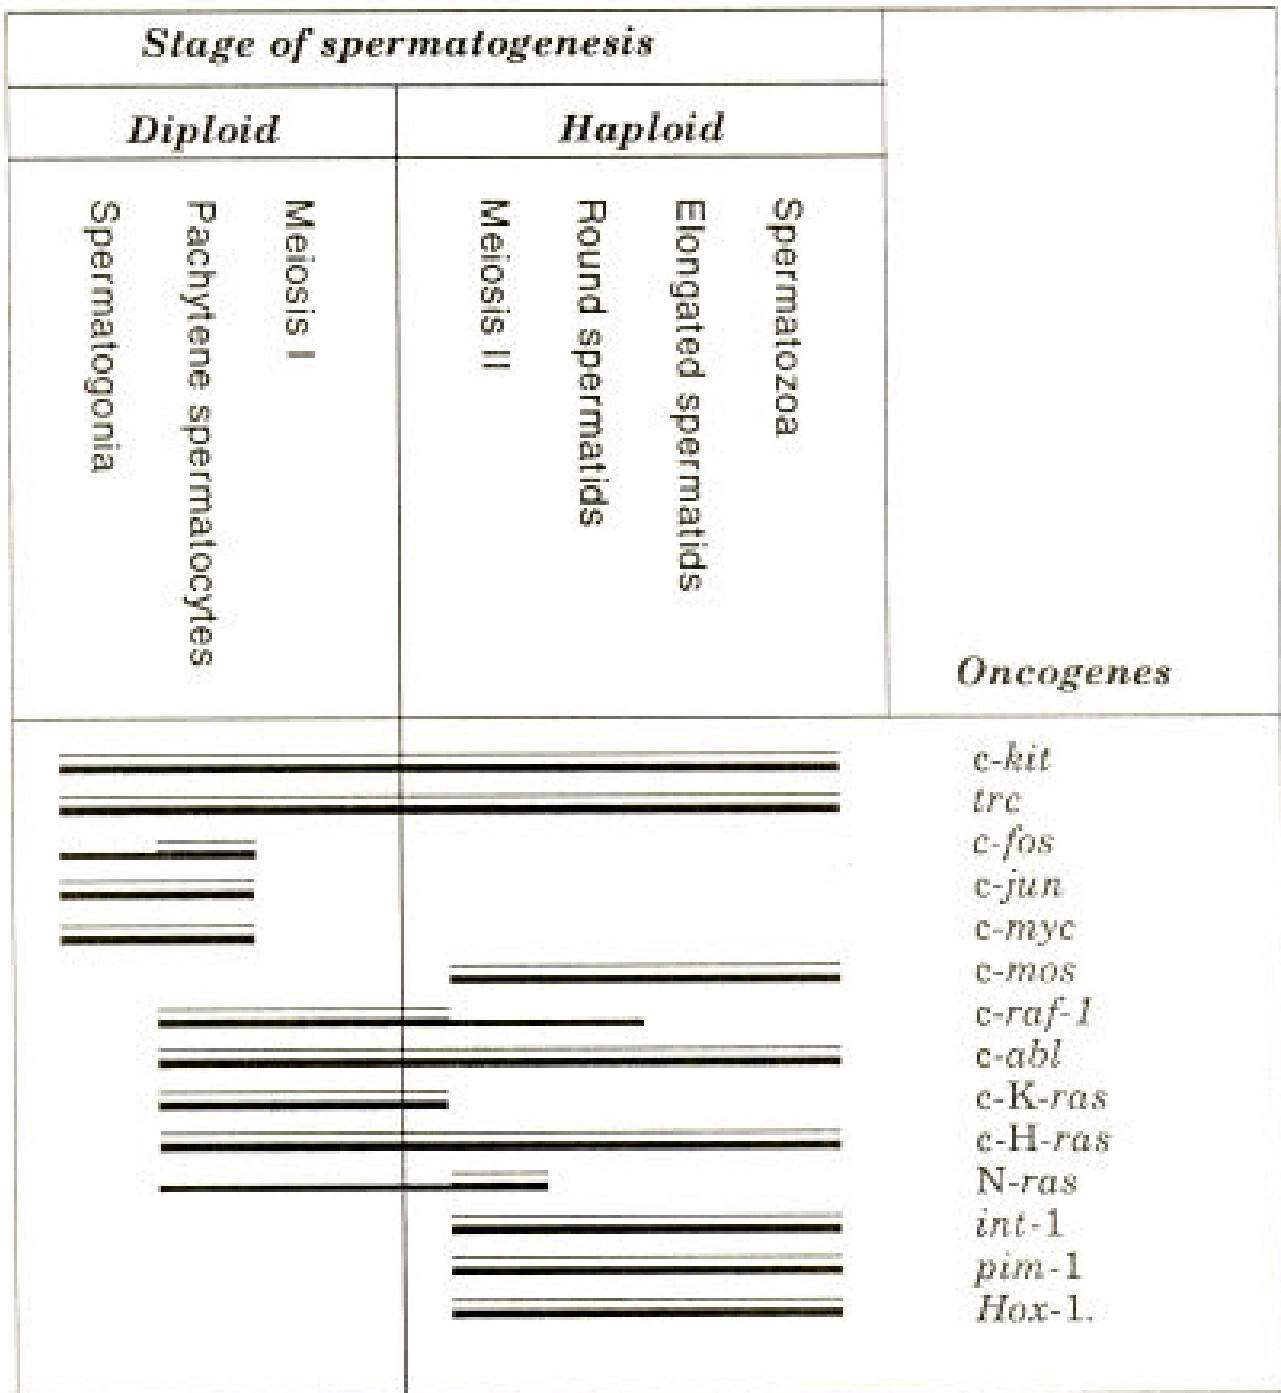 Stage of spermatogenesis
Diploid
Haploid
Spermatogonia
Pachytene spermatocytes
Meiosis I
Meiosis II
Round spermatids
Elongated spermatids
Spermatozoa
Oncogenes
c-kit
trc
c-fos
c-jun
c-myc
c-mos
c-raf-1
c-abl
c-K-ras
c-H-ras
N-ras
int-1
pim-1
Hox-1.